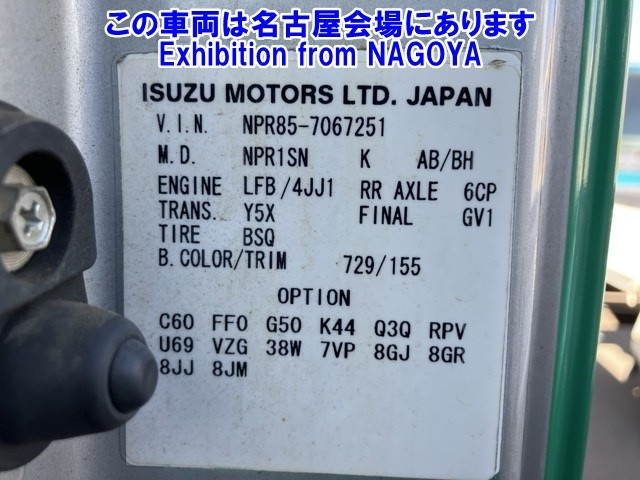 この車両は名古屋会場にあります
Exhibition from NAGOYA
ISUZU MOTORS LTD. JAPAN
V.I.N. NPR85-7067251
M.D. NPR1SN K AB/BH
ENGINE LFB/4JJ1 RR AXLE 6CP
TRANS. Y5X FINAL GV1
TIRE BSQ
B.COLOR/TRIM 729/155
OPTION
C60 FF0 G50 K44 Q3Q RPV
U69 VZG 38W 7VP 8GJ 8GR
8JJ 8JM